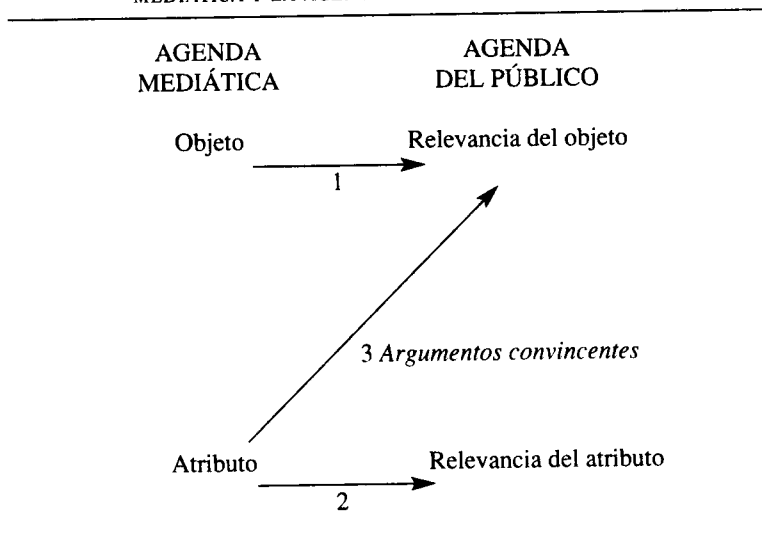 AGENDA
MEDIÁTICA
AGENDA
DEL PÚBLICO
Objeto
Relevancia del objeto
1
3 Argumentos convincentes
Atributo
Relevancia del atributo
2